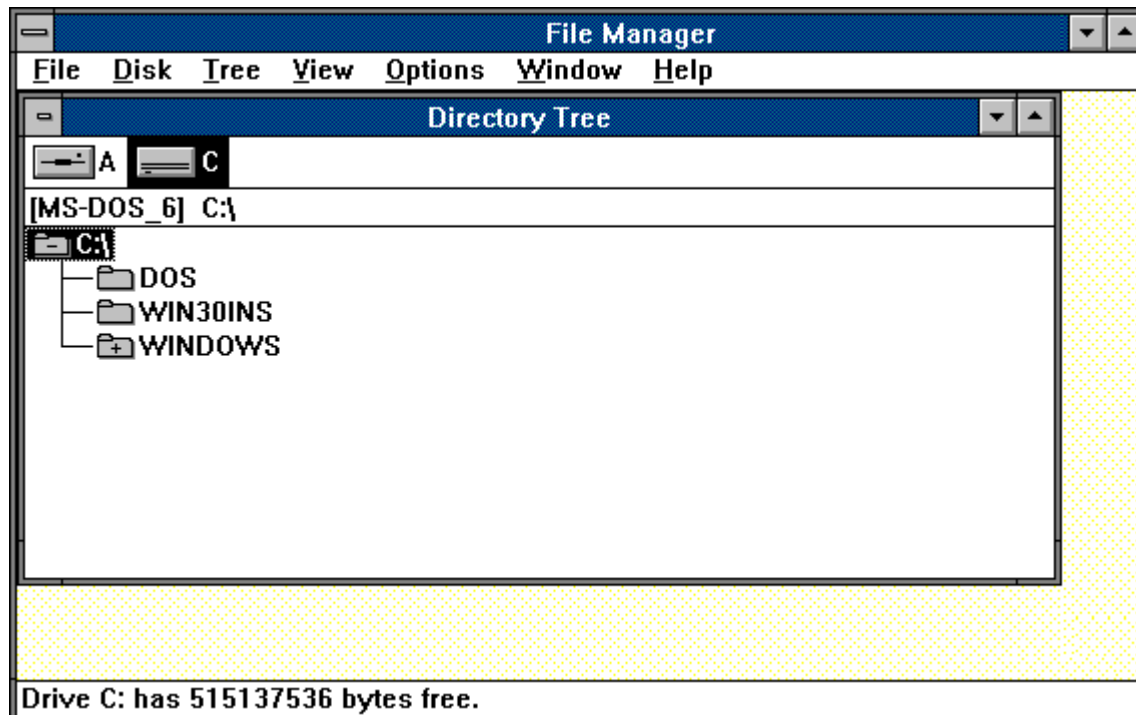 File Manager
File Disk Tree View Options Window Help
Directory Tree
A C
[MS-DOS_6] C:\
C:\
DOS
WIN30INS
WINDOWS
Drive C: has 515137536 bytes free.